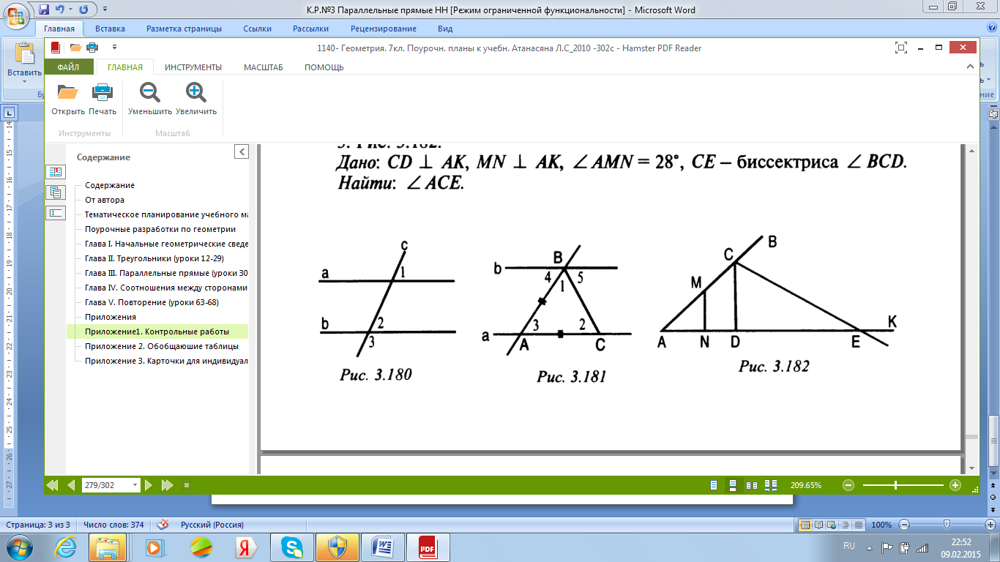 К.Р.№3 Параллельные прямые НН [Режим ограниченной функциональности] - Microsoft Word
Главная Вставка Разметка страницы Ссылки Рассылки Рецензирование Вид
Вставить
1140- Геометрия. 7кл. Поурочн. планы к учебн. Атанасяна Л.С_2010 -302с - Hamster PDF Reader
ФАЙЛ ГЛАВНАЯ ИНСТРУМЕНТЫ МАСШТАБ ПОМОЩЬ
Открыть Печать Уменьшить Увеличить
Инструменты Масштаб
Содержание
Содержание
От автора
Тематическое планирование учебного ма
Поурочные разработки по геометрии
Глава I. Начальные геометрические сведе
Глава II. Треугольники (уроки 12-29)
Глава III. Параллельные прямые (уроки 30
Глава IV. Соотношения между сторонами
Глава V. Повторение (уроки 63-68)
Приложения
Приложение1. Контрольные работы
Приложение 2. Обобщаюшие таблицы
Приложение 3. Карточки для индивидуал
3. Рис. 3.182.
Дано: CD ⊥ AK, MN ⊥ AK, ∠ AMN = 28°, CE – биссектриса ∠ BCD.
Найти: ∠ ACE.
c
a 1
b 2
3
Рис. 3.180
B
b 4 1 5
3 2
a A C
Рис. 3.181
B
C
M
K
A N D E
Рис. 3.182
279/302
209.65%
Страница: 3 из 3 Число слов: 374 Русский (Россия) 100%
RU 22:52
09.02.2015